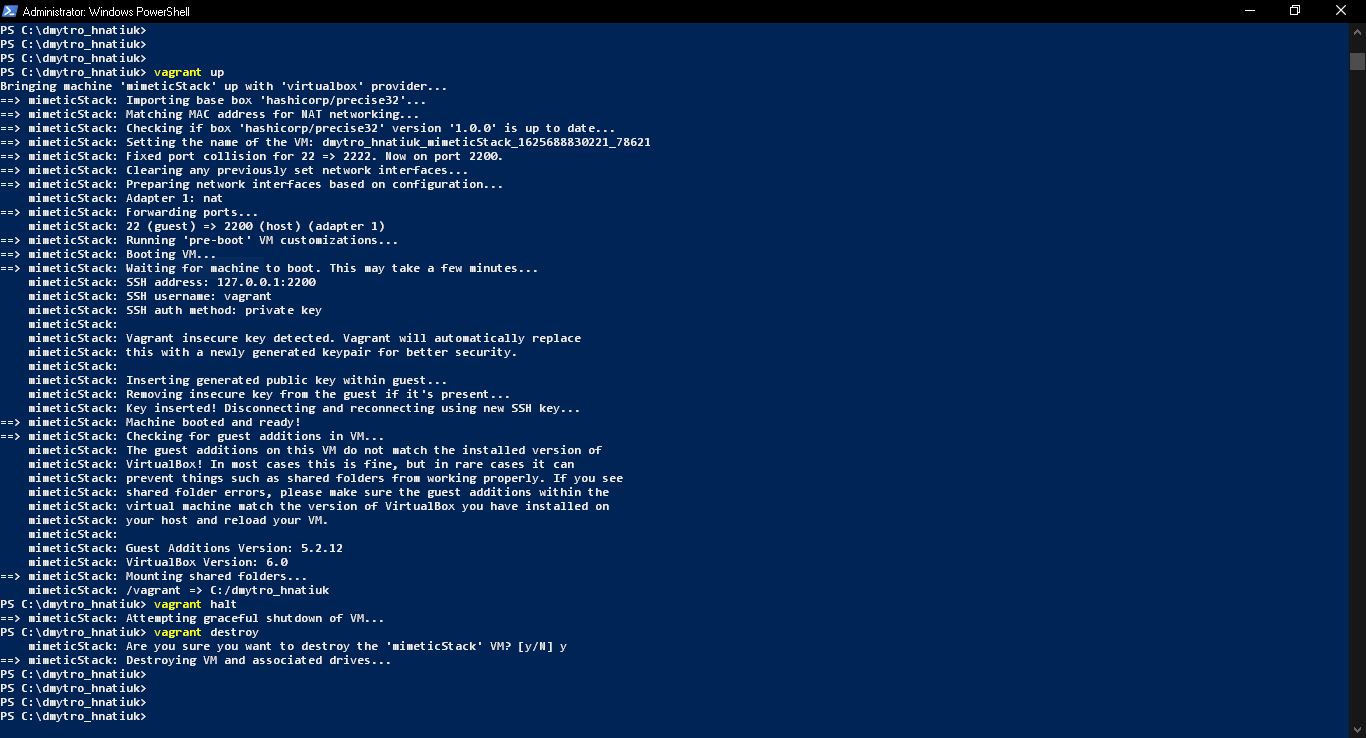 Administrator: Windows PowerShell
PS C:\dmytro_hnatiuk>
PS C:\dmytro_hnatiuk>
PS C:\dmytro_hnatiuk>
PS C:\dmytro_hnatiuk> vagrant up
Bringing machine 'mimeticStack' up with 'virtualbox' provider...
==> mimeticStack: Importing base box 'hashicorp/precise32'...
==> mimeticStack: Matching MAC address for NAT networking...
==> mimeticStack: Checking if box 'hashicorp/precise32' version '1.0.0' is up to date...
==> mimeticStack: Setting the name of the VM: dmytro_hnatiuk_mimeticStack_1625688830221_78621
==> mimeticStack: Fixed port collision for 22 => 2222. Now on port 2200.
==> mimeticStack: Clearing any previously set network interfaces...
==> mimeticStack: Preparing network interfaces based on configuration...
    mimeticStack: Adapter 1: nat
==> mimeticStack: Forwarding ports...
    mimeticStack: 22 (guest) => 2200 (host) (adapter 1)
==> mimeticStack: Running 'pre-boot' VM customizations...
==> mimeticStack: Booting VM...
==> mimeticStack: Waiting for machine to boot. This may take a few minutes...
    mimeticStack: SSH address: 127.0.0.1:2200
    mimeticStack: SSH username: vagrant
    mimeticStack: SSH auth method: private key
    mimeticStack:
    mimeticStack: Vagrant insecure key detected. Vagrant will automatically replace
    mimeticStack: this with a newly generated keypair for better security.
    mimeticStack:
    mimeticStack: Inserting generated public key within guest...
    mimeticStack: Removing insecure key from the guest if it's present...
    mimeticStack: Key inserted! Disconnecting and reconnecting using new SSH key...
==> mimeticStack: Machine booted and ready!
==> mimeticStack: Checking for guest additions in VM...
    mimeticStack: The guest additions on this VM do not match the installed version of
    mimeticStack: VirtualBox! In most cases this is fine, but in rare cases it can
    mimeticStack: prevent things such as shared folders from working properly. If you see
    mimeticStack: shared folder errors, please make sure the guest additions within the
    mimeticStack: virtual machine match the version of VirtualBox you have installed on
    mimeticStack: your host and reload your VM.
    mimeticStack:
    mimeticStack: Guest Additions Version: 5.2.12
    mimeticStack: VirtualBox Version: 6.0
==> mimeticStack: Mounting shared folders...
    mimeticStack: /vagrant => C:/dmytro_hnatiuk
PS C:\dmytro_hnatiuk> vagrant halt
==> mimeticStack: Attempting graceful shutdown of VM...
PS C:\dmytro_hnatiuk> vagrant destroy
    mimeticStack: Are you sure you want to destroy the 'mimeticStack' VM? [y/N] y
==> mimeticStack: Destroying VM and associated drives...
PS C:\dmytro_hnatiuk>
PS C:\dmytro_hnatiuk>
PS C:\dmytro_hnatiuk>
PS C:\dmytro_hnatiuk>